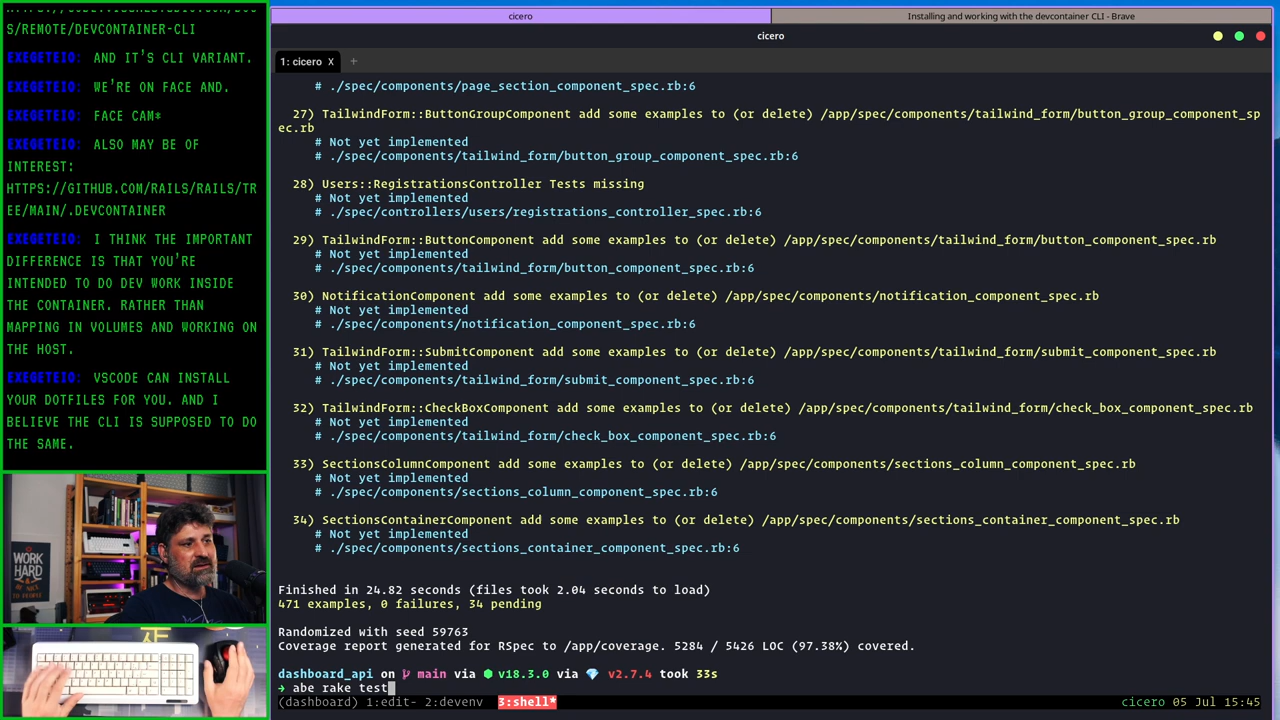 S/REMOTE/DEVCONTAINER-CLI
EXEGETEIO: AND IT'S CLI VARIANT.
EXEGETEIO: WE'RE ON FACE AND.
EXEGETEIO: FACE CAM*
EXEGETEIO: ALSO MAY BE OF
INTEREST:
HTTPS://GITHUB.COM/RAILS/RAILS/TR
EE/MAIN/.DEVCONTAINER
EXEGETEIO: I THINK THE IMPORTANT
DIFFERENCE IS THAT YOU'RE
INTENDED TO DO DEV WORK INSIDE
THE CONTAINER. RATHER THAN
MAPPING IN VOLUMES AND WORKING ON
THE HOST.
EXEGETEIO: VSCODE CAN INSTALL
YOUR DOTFILES FOR YOU. AND I
BELIEVE THE CLI IS SUPPOSED TO DO
THE SAME.
WORK
HARD
cicero
Installing and working with the devcontainer CLI - Brave
cicero
1: cicero X +
# ./spec/components/page_section_component_spec.rb:6
27) TailwindForm::ButtonGroupComponent add some examples to (or delete) /app/spec/components/tailwind_form/button_group_component_sp
ec.rb
# Not yet implemented
# ./spec/components/tailwind_form/button_group_component_spec.rb:6
28) Users::RegistrationsController Tests missing
# Not yet implemented
# ./spec/controllers/users/registrations_controller_spec.rb:6
29) TailwindForm::ButtonComponent add some examples to (or delete) /app/spec/components/tailwind_form/button_component_spec.rb
# Not yet implemented
# ./spec/components/tailwind_form/button_component_spec.rb:6
30) NotificationComponent add some examples to (or delete) /app/spec/components/notification_component_spec.rb
# Not yet implemented
# ./spec/components/notification_component_spec.rb:6
31) TailwindForm::SubmitComponent add some examples to (or delete) /app/spec/components/tailwind_form/submit_component_spec.rb
# Not yet implemented
# ./spec/components/tailwind_form/submit_component_spec.rb:6
32) TailwindForm::CheckBoxComponent add some examples to (or delete) /app/spec/components/tailwind_form/check_box_component_spec.rb
# Not yet implemented
# ./spec/components/tailwind_form/check_box_component_spec.rb:6
33) SectionsColumnComponent add some examples to (or delete) /app/spec/components/sections_column_component_spec.rb
# Not yet implemented
# ./spec/components/sections_column_component_spec.rb:6
34) SectionsContainerComponent add some examples to (or delete) /app/spec/components/sections_container_component_spec.rb
# Not yet implemented
# ./spec/components/sections_container_component_spec.rb:6
Finished in 24.82 seconds (files took 2.04 seconds to load)
471 examples, 0 failures, 34 pending
Randomized with seed 59763
Coverage report generated for RSpec to /app/coverage. 5284 / 5426 LOC (97.38%) covered.
dashboard_api on main via v18.3.0 via v2.7.4 took 33s
➜ abe rake test
(dashboard) 1:edit- 2:devenv 3:shell* cicero 05 Jul 15:45